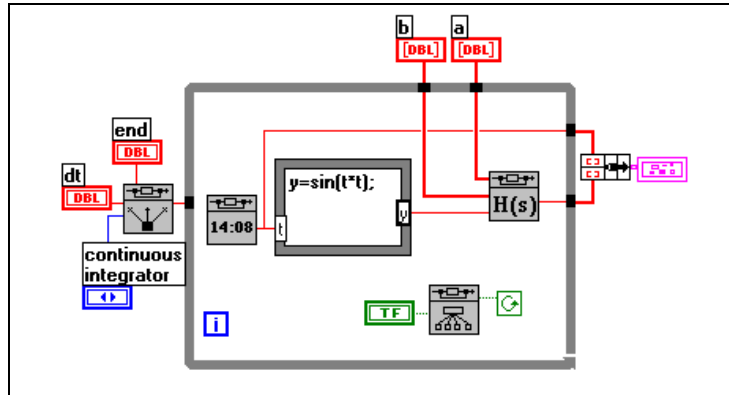 b
a
[DBL]
[DBL]
end
DBL
dt
DBL
y=sin(t*t);
14:08
t
y
H(s)
continuous
integrator
i
TF